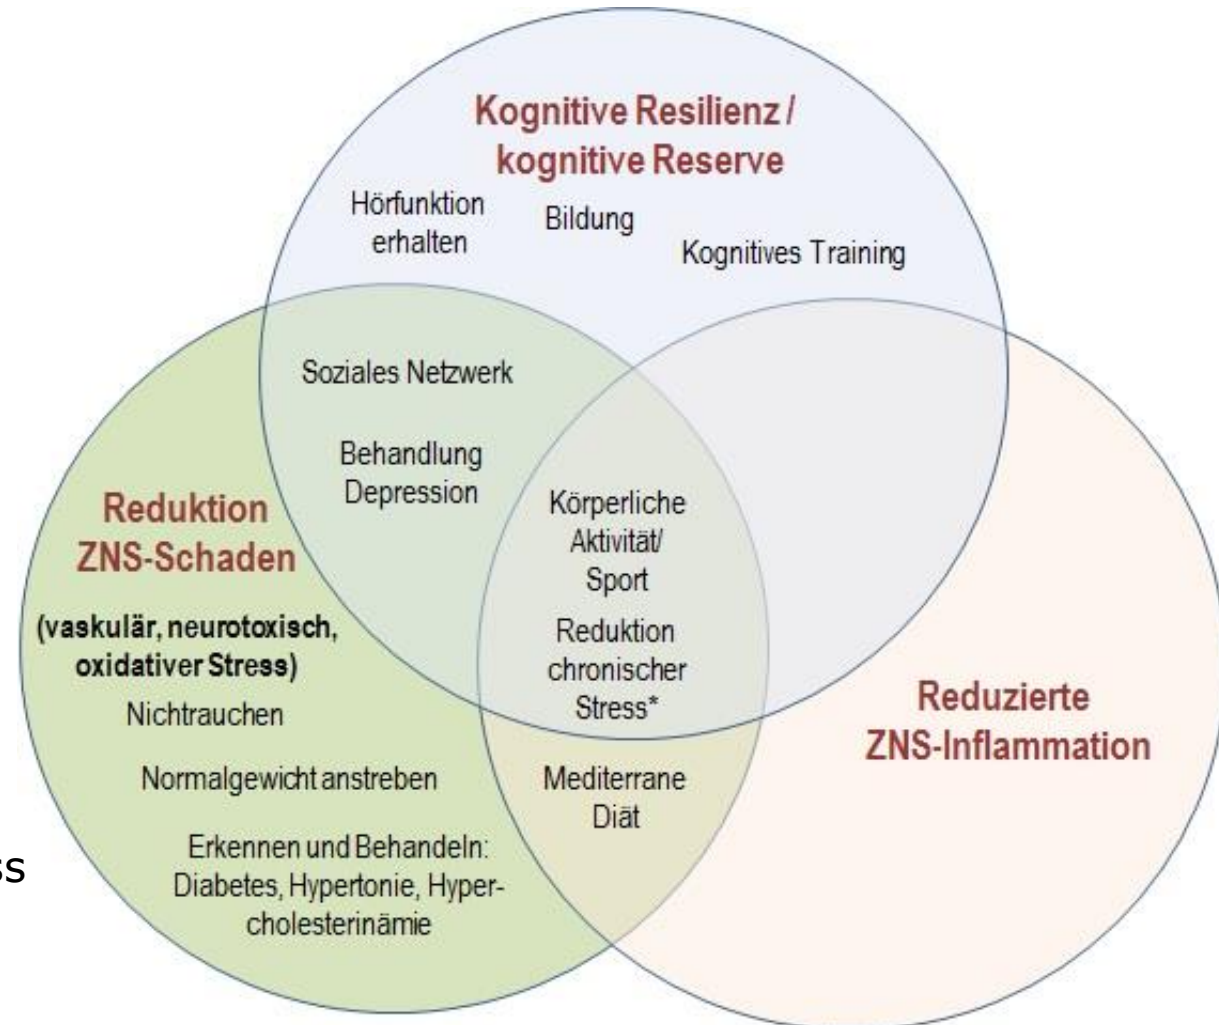 Kognitive Resilienz /
kognitive Reserve
Hörfunktion
erhalten
Bildung
Kognitives Training
Soziales Netzwerk
Behandlung
Depression
Reduktion
ZNS-Schaden
(vaskulär, neurotoxisch,
oxidativer Stress)
Nichtrauchen
Normalgewicht anstreben
Erkennen und Behandeln:
Diabetes, Hypertonie, Hyper-
cholesterinämie
Körperliche
Aktivität/
Sport
Reduktion
chronischer
Stress*
Mediterrane
Diät
Reduzierte
ZNS-Inflammation